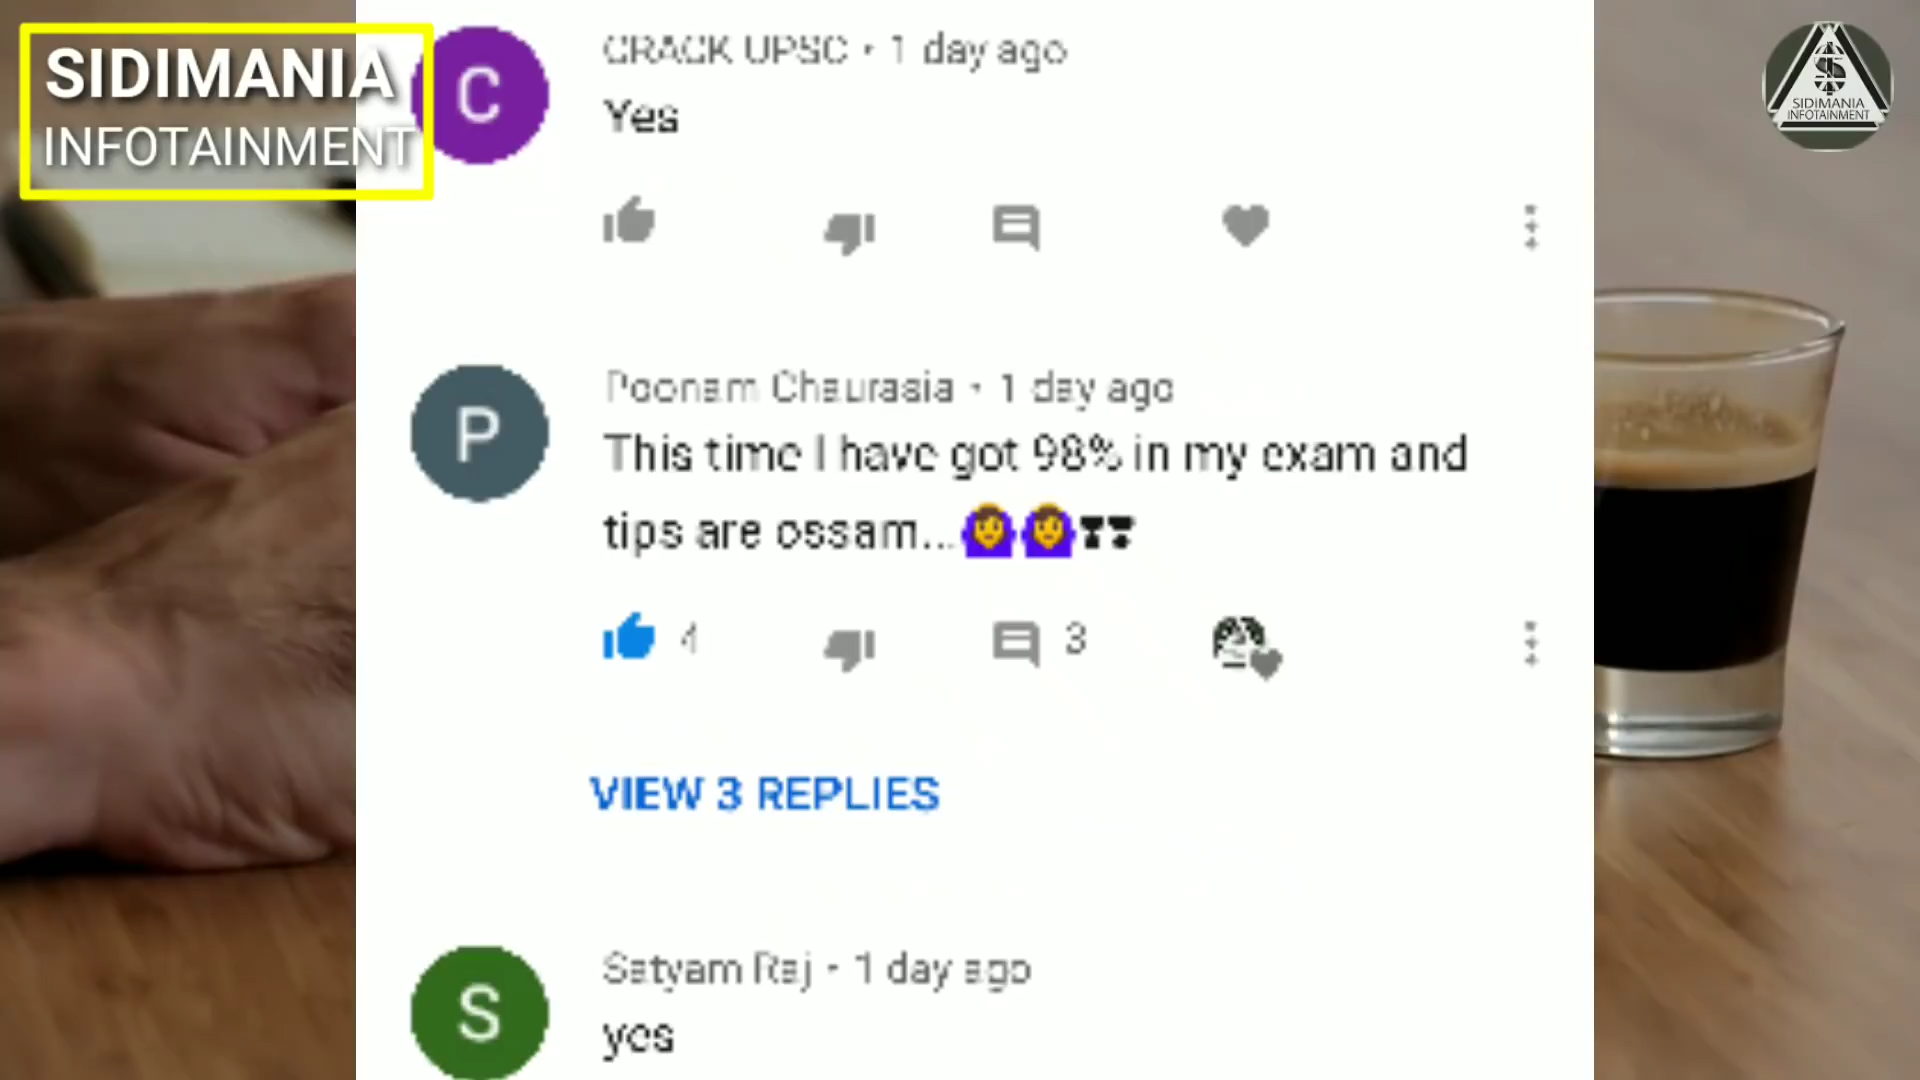 SIDIMANIA
INFOTAINMENT
C
CRACK UPSC • 1 day ago
Yes
P
Poonam Chaurasia • 1 day ago
This time I have got 98% in my exam and
tips are ossam...🙆‍♀️🙆‍♀️❣❣
4
3
VIEW 3 REPLIES
S
Satyam Raj • 1 day ago
yes
$
SIDIMANIA
INFOTAINMENT